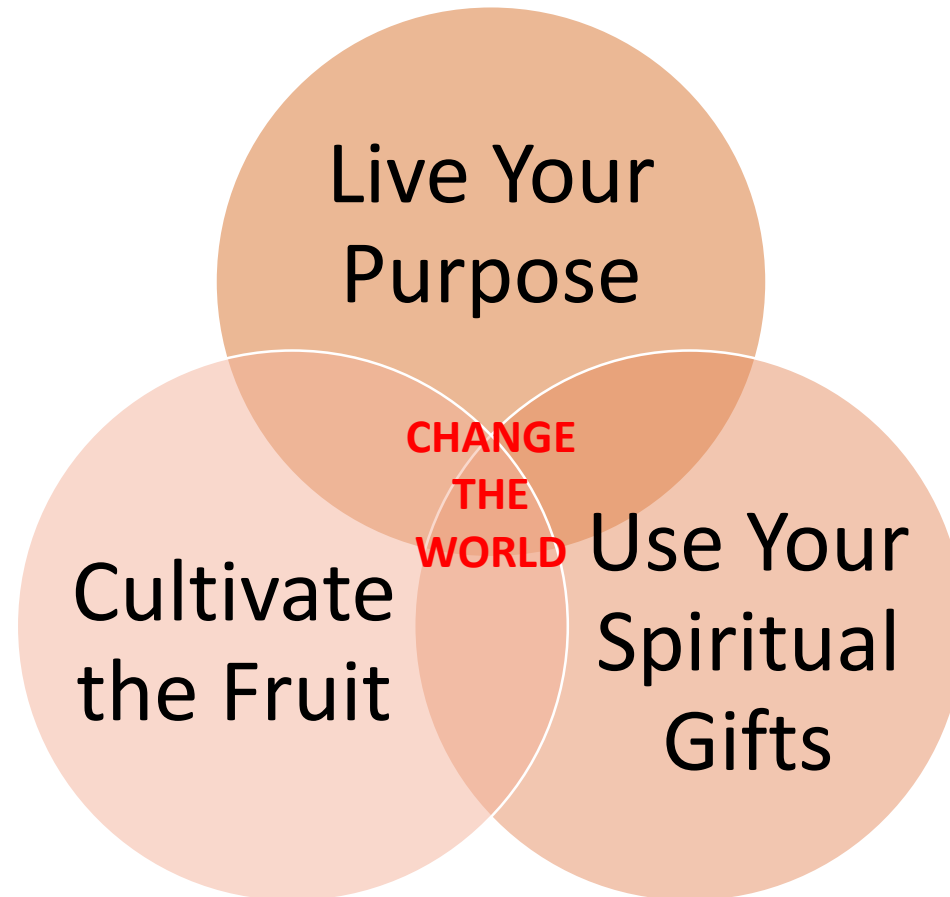 Live Your
Purpose
CHANGE
THE
WORLD
Cultivate
the Fruit
Use Your
Spiritual
Gifts